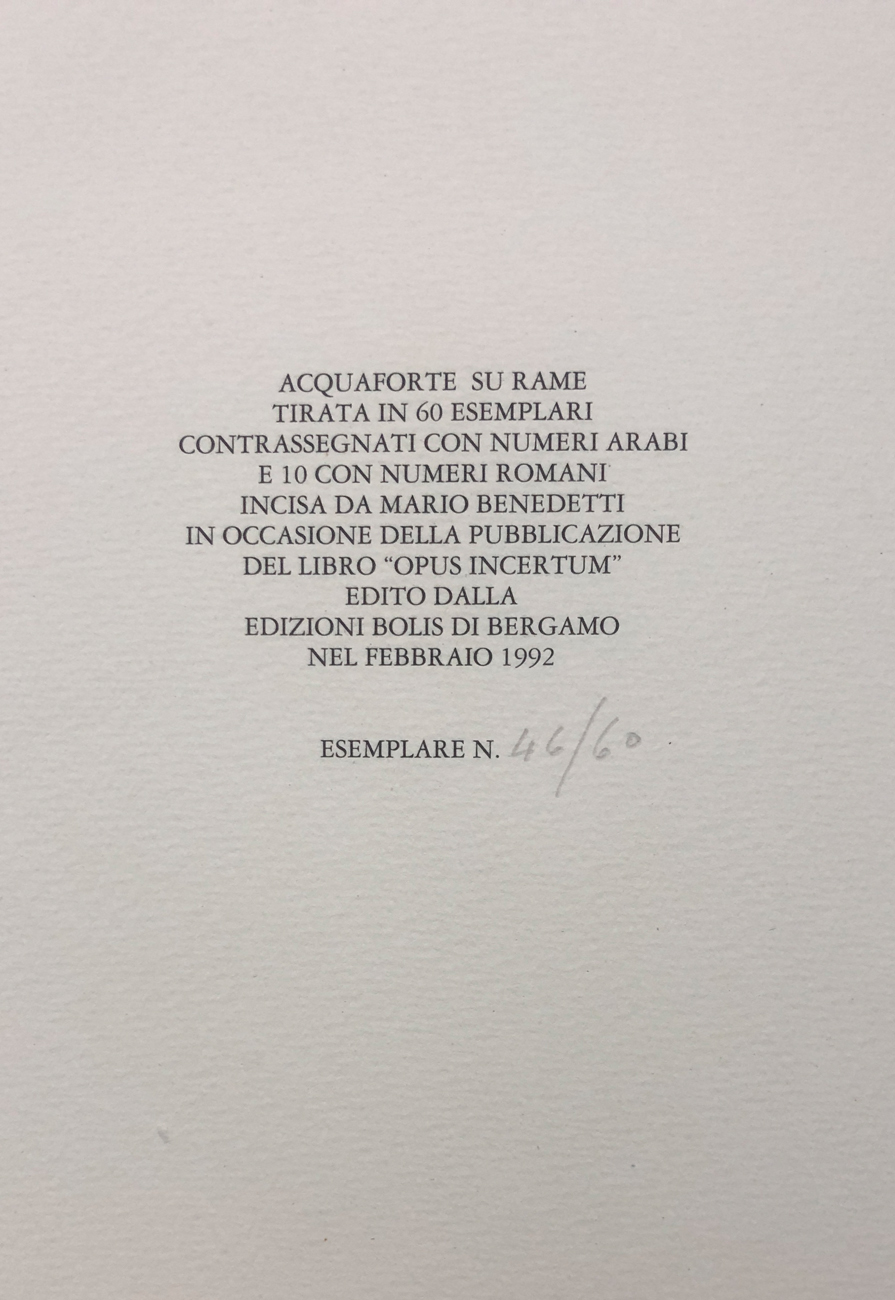 ACQUAFORTE SU RAME
TIRATA IN 60 ESEMPLARI
CONTRASSEGNATI CON NUMERI ARABI
E 10 CON NUMERI ROMANI
INCISA DA MARIO BENEDETTI
IN OCCASIONE DELLA PUBBLICAZIONE
DEL LIBRO “OPUS INCERTUM”
EDITO DALLA
EDIZIONI BOLIS DI BERGAMO
NEL FEBBRAIO 1992
ESEMPLARE N. 46/60